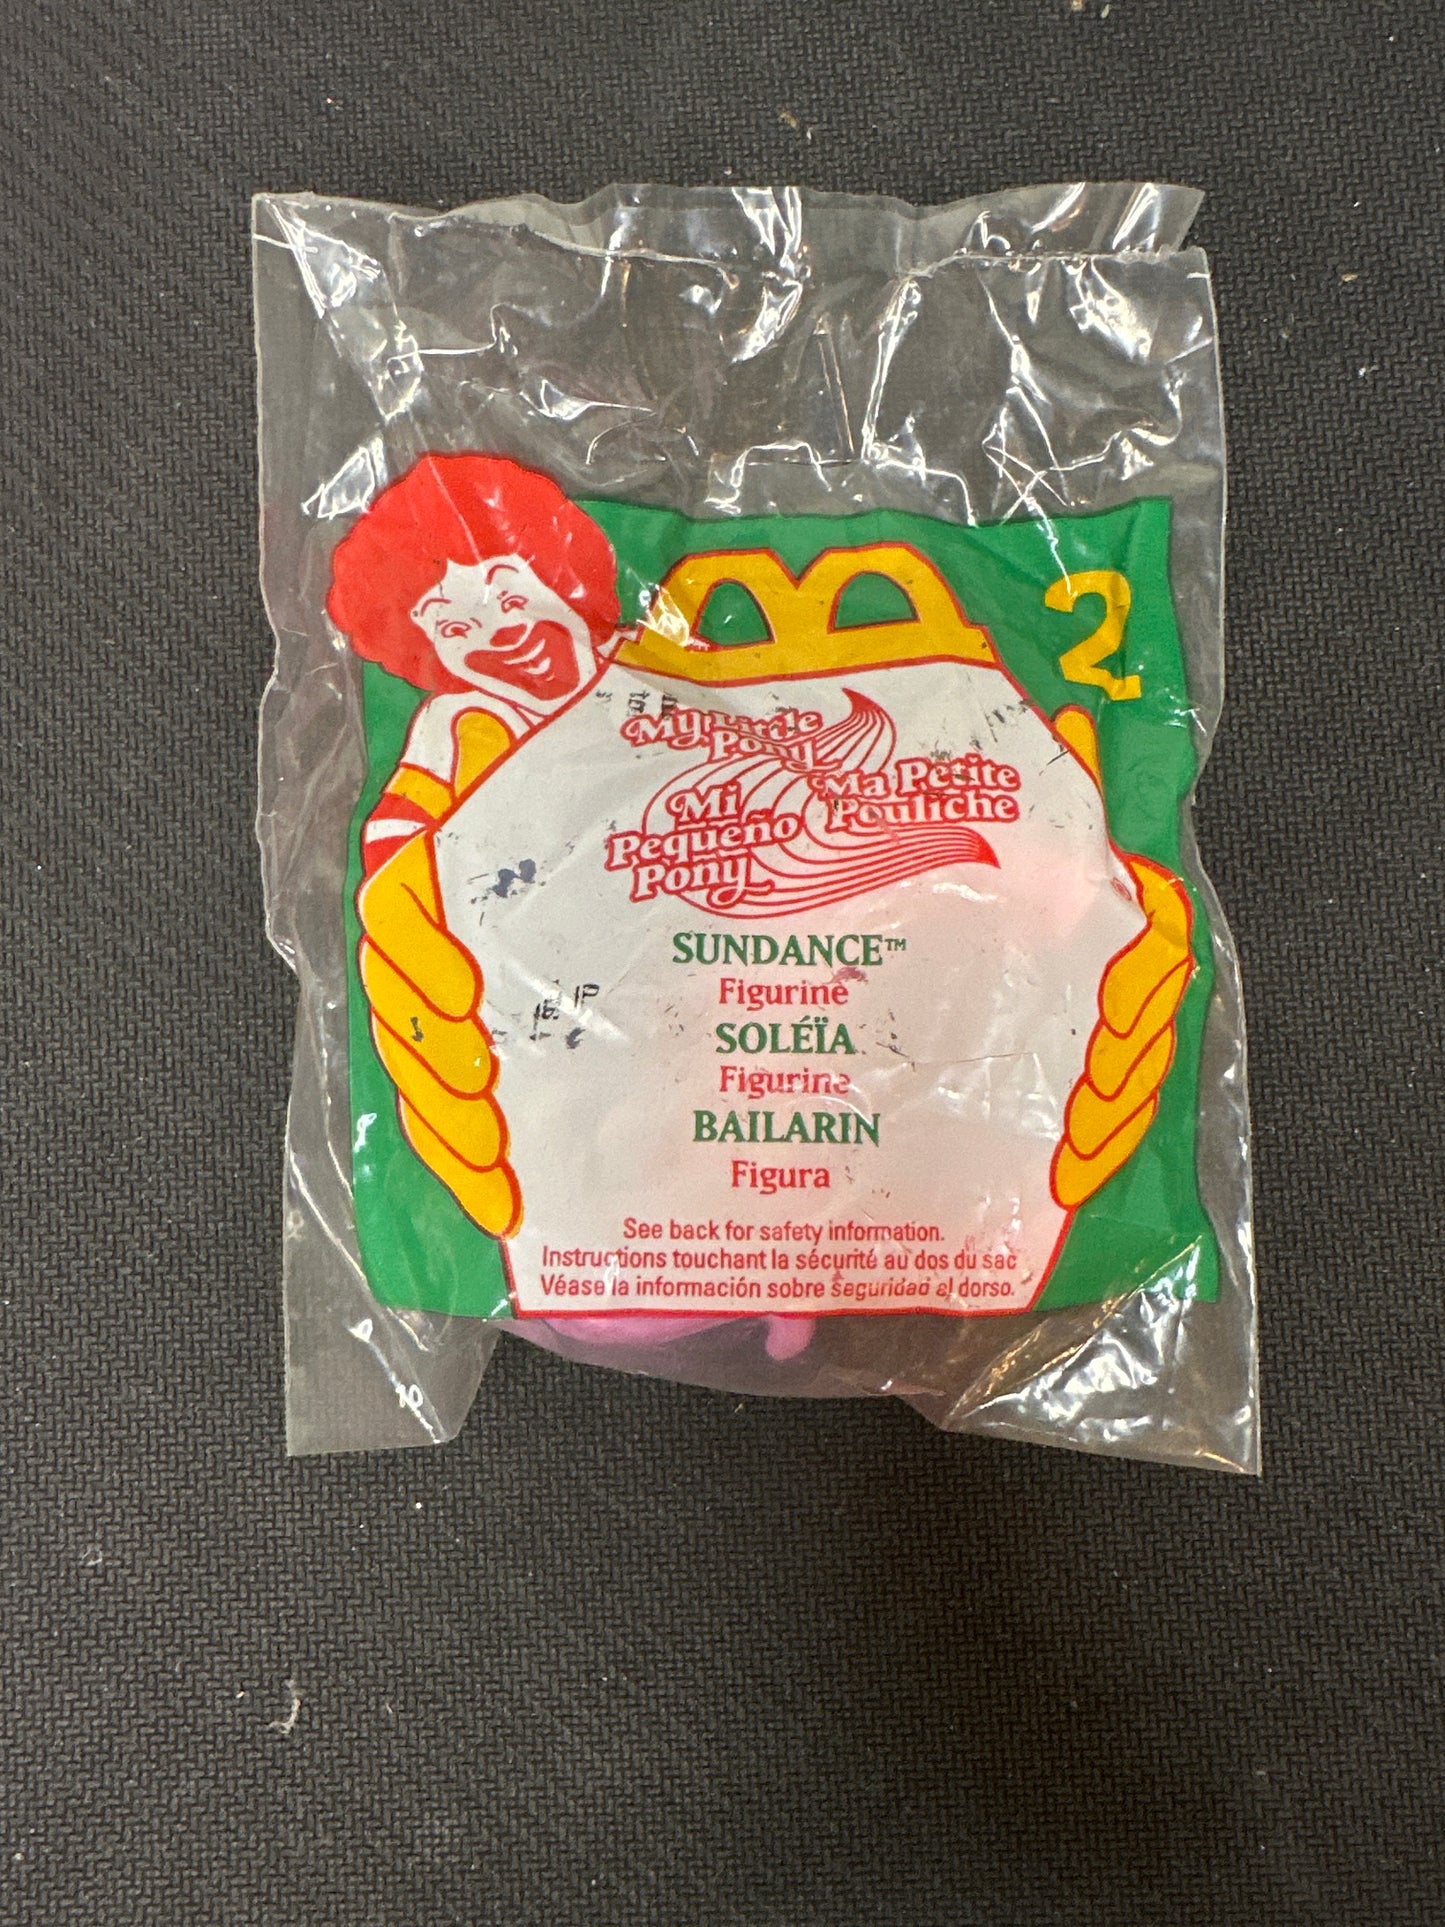 2
My Little
Pony
Ma Petite
Pouliche
Mi
Pequeño
Pony
SUNDANCE™
Figurine
SOLÉÏA
Figurine
BAILARIN
Figura
See back for safety information.
Instructions touchant la sécurité au dos du sac
Véase la información sobre seguridad al dorso.
10